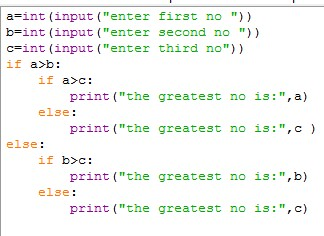 a=int(input("enter first no "))
b=int(input("enter second no "))
c=int(input("enter third no"))
if a>b:
    if a>c:
        print("the greatest no is:",a)
    else:
        print("the greatest no is:",c )
else:
    if b>c:
        print("the greatest no is:",b)
    else:
        print("the greatest no is:",c)